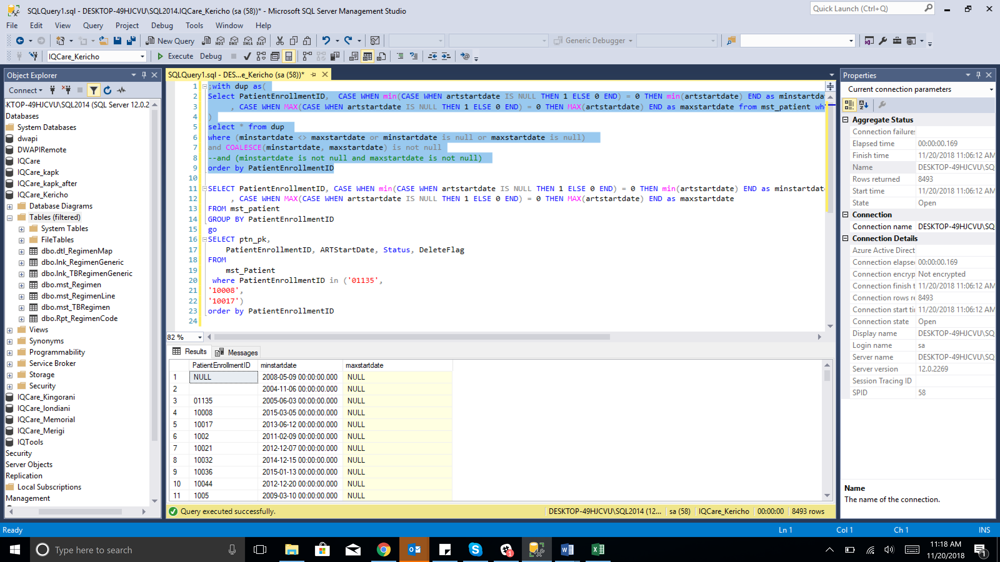 SQLQuery1.sql - DESKTOP-49HJCVU\SQL2014.IQCare_Kericho (sa (58))* - Microsoft SQL Server Management Studio
Quick Launch (Ctrl+Q)
File Edit View Query Project Debug Tools Window Help
New Query MDX DMX XMLA DAX Generic Debugger
IQCare_Kericho Execute Debug
Object Explorer
Connect
KTOP-49HJCVU\SQL2014 (SQL Server 12.0.2
Databases
System Databases
dwapi
DWAPIRemote
IQCare
IQCare_kapk
IQCare_kapk_after
IQCare_Kericho
Database Diagrams
Tables (filtered)
System Tables
FileTables
dbo.dtl_RegimenMap
dbo.lnk_RegimenGeneric
dbo.lnk_TBRegimenGeneric
dbo.mst_Regimen
dbo.mst_RegimenLine
dbo.mst_TBRegimen
dbo.Rpt_RegimenCode
Views
Synonyms
Programmability
Service Broker
Storage
Security
IQCare_Kingorani
IQCare_londiani
IQCare_Memorial
IQCare_Merigi
IQTools
Security
Server Objects
Replication
Local Subscriptions
Management
SQLQuery1.sql - DES...e_Kericho (sa (58))*
1 ;with dup as(
2 Select PatientEnrollmentID, CASE WHEN min(CASE WHEN artstartdate IS NULL THEN 1 ELSE 0 END) = 0 THEN min(artstartdate) END as minstartda
3 , CASE WHEN MAX(CASE WHEN artstartdate IS NULL THEN 1 ELSE 0 END) = 0 THEN MAX(artstartdate) END as maxstartdate from mst_patient wh
4 )
5 select * from dup
6 where (minstartdate <> maxstartdate or minstartdate is null or maxstartdate is null)
7 and COALESCE(minstartdate, maxstartdate) is not null
8 --and (minstartdate is not null and maxstartdate is not null)
9 order by PatientEnrollmentID
10
11 SELECT PatientEnrollmentID, CASE WHEN min(CASE WHEN artstartdate IS NULL THEN 1 ELSE 0 END) = 0 THEN min(artstartdate) END as minstartdat
12 , CASE WHEN MAX(CASE WHEN artstartdate IS NULL THEN 1 ELSE 0 END) = 0 THEN MAX(artstartdate) END as maxstartdate
13 FROM mst_patient
14 GROUP BY PatientEnrollmentID
15 go
16 SELECT ptn_pk,
17 PatientEnrollmentID, ARTStartDate, Status, DeleteFlag
18 FROM
19 mst_Patient
20 where PatientEnrollmentID in ('01135',
21 '10008',
22 '10017')
23 order by PatientEnrollmentID
24
82 %
Results Messages
PatientEnrollmentID minstartdate maxstartdate
1 NULL 2008-05-09 00:00:00.000 NULL
2 2004-11-06 00:00:00.000 NULL
3 01135 2005-06-03 00:00:00.000 NULL
4 10008 2015-03-05 00:00:00.000 NULL
5 10017 2013-06-12 00:00:00.000 NULL
6 1002 2011-02-09 00:00:00.000 NULL
7 10021 2012-12-07 00:00:00.000 NULL
8 10032 2014-12-15 00:00:00.000 NULL
9 10036 2015-01-13 00:00:00.000 NULL
10 10044 2012-12-20 00:00:00.000 NULL
11 1005 2009-03-10 00:00:00.000 NULL
Query executed successfully. DESKTOP-49HJCVU\SQL2014 (12... sa (58) IQCare_Kericho 00:00:00 8493 rows
Properties
Current connection parameters
Aggregate Status
Connection failures
Elapsed time 00:00:00.169
Finish time 11/20/2018 11:06:12 AM
Name DESKTOP-49HJCVU\SQ
Rows returned 8493
Start time 11/20/2018 11:06:12 AM
State Open
Connection
Connection name DESKTOP-49HJCVU\SQ
Connection Details
Azure Active Direct
Connection elapse 00:00:00.169
Connection encryp Not encrypted
Connection finish t 11/20/2018 11:06:12 AM
Connection rows re 8493
Connection start ti 11/20/2018 11:06:12 AM
Connection state Open
Display name DESKTOP-49HJCVU\SQ
Login name sa
Server name DESKTOP-49HJCVU\SQ
Server version 12.0.2269
Session Tracing ID
SPID 58
Name
The name of the connection.
Ready Ln 1 Col 1 Ch 1 INS
Type here to search
11:18 AM
11/20/2018
1
1